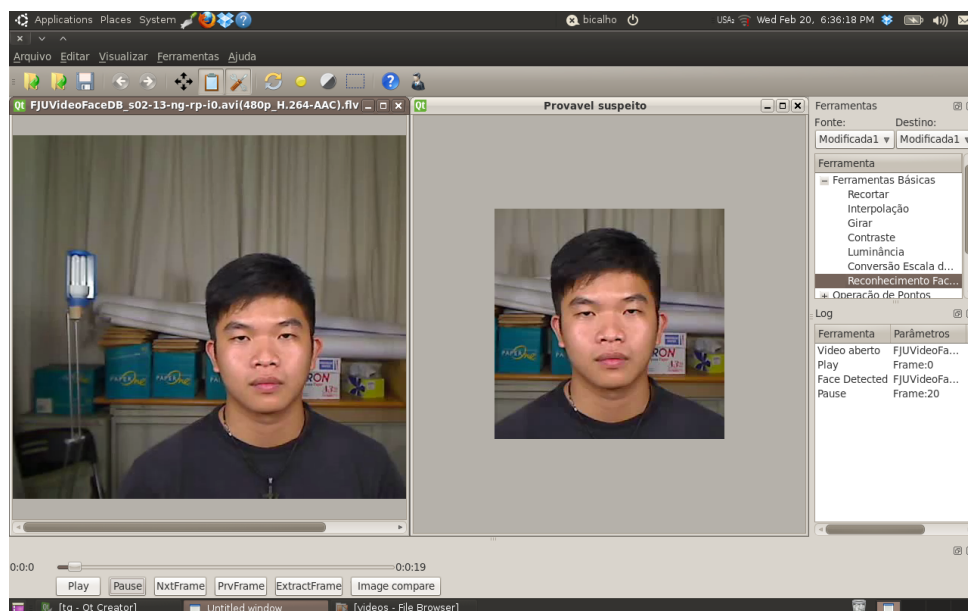 Applications Places System bicalho USA₂ Wed Feb 20, 6:36:18 PM
Arquivo Editar Visualizar Ferramentas Ajuda
FJUVideoFaceDB_s02-13-ng-rp-i0.avi(480p_H.264-AAC).flv
Provavel suspeito
Ferramentas
Fonte: Destino:
Modificada1 Modificada1
Ferramenta
Ferramentas Básicas
Recortar
Interpolação
Girar
Contraste
Luminância
Conversão Escala d...
Reconhecimento Fac...
Operação de Pontos
Log
Ferramenta Parâmetros
Video aberto FJUVideoFa...
Play Frame:0
Face Detected FJUVideoFa...
Pause Frame:20
0:0:0 0:0:19
Play Pause NxtFrame PrvFrame ExtractFrame Image compare
[tg - Qt Creator] Untitled window [videos - File Browser]